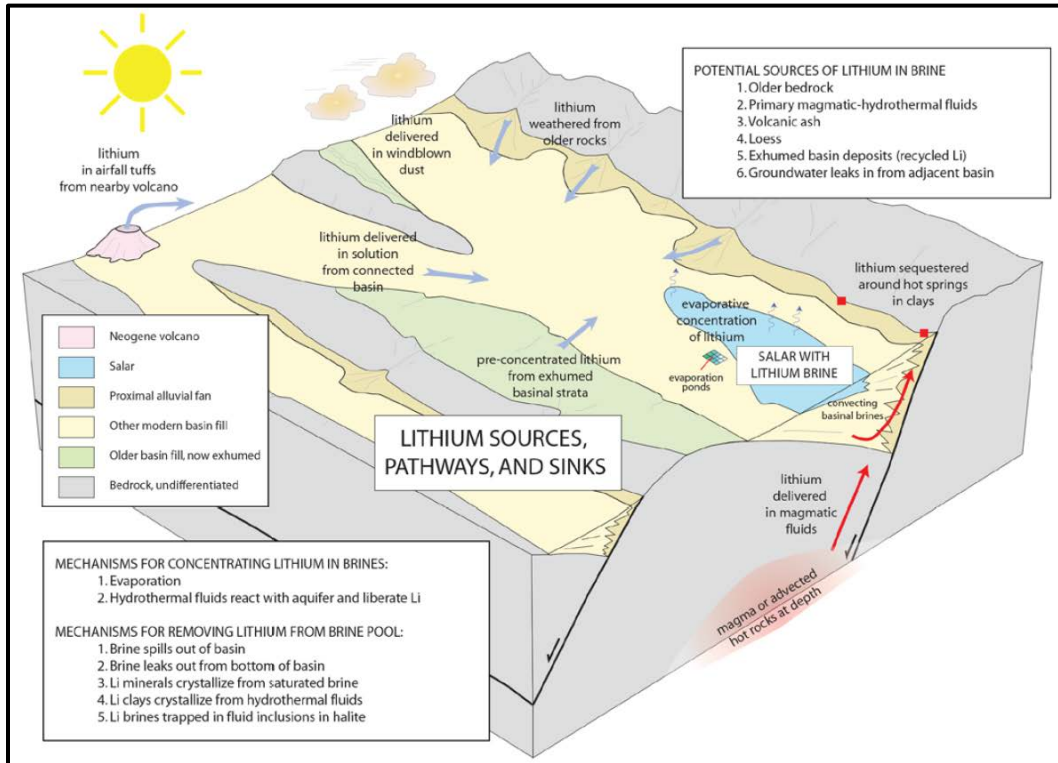 POTENTIAL SOURCES OF LITHIUM IN BRINE
1. Older bedrock
2. Primary magmatic-hydrothermal fluids
3. Volcanic ash
4. Loess
5. Exhumed basin deposits (recycled Li)
6. Groundwater leaks in from adjacent basin
lithium
weathered from
older rocks
lithium
delivered
in windblown
dust
lithium
in airfall tuffs
from nearby volcano
lithium delivered
in solution
from connected
basin
lithium sequestered
around hot springs
in clays
evaporative
concentration
of lithium
SALAR WITH
LITHIUM BRINE
evaporation
ponds
pre-concentrated lithium
from exhumed
basinal strata
convecting
basinal brines
Neogene volcano
Salar
Proximal alluvial fan
Other modern basin fill
Older basin fill, now exhumed
Bedrock, undifferentiated
LITHIUM SOURCES,
PATHWAYS, AND SINKS
lithium
delivered
in magmatic
fluids
magma or advected
hot rocks at depth
MECHANISMS FOR CONCENTRATING LITHIUM IN BRINES:
1. Evaporation
2. Hydrothermal fluids react with aquifer and liberate Li
MECHANISMS FOR REMOVING LITHIUM FROM BRINE POOL:
1. Brine spills out of basin
2. Brine leaks out from bottom of basin
3. Li minerals crystallize from saturated brine
4. Li clays crystallize from hydrothermal fluids
5. Li brines trapped in fluid inclusions in halite